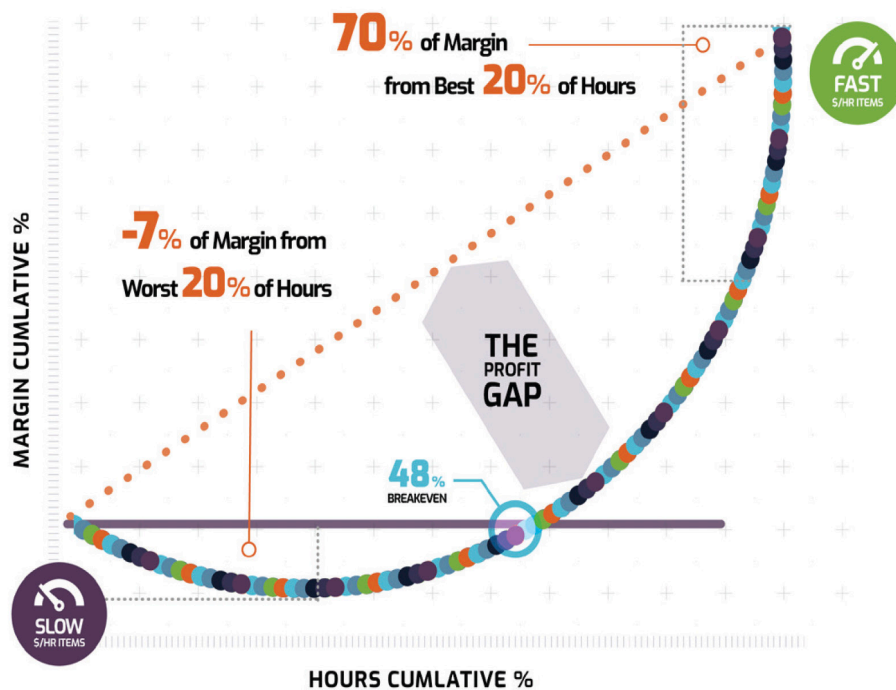 70% of Margin
from Best 20% of Hours
FAST
$/HR ITEMS
-7% of Margin from
Worst 20% of Hours
MARGIN CUMLATIVE %
THE
PROFIT
GAP
48%
BREAKEVEN
SLOW
$/HR ITEMS
HOURS CUMLATIVE %